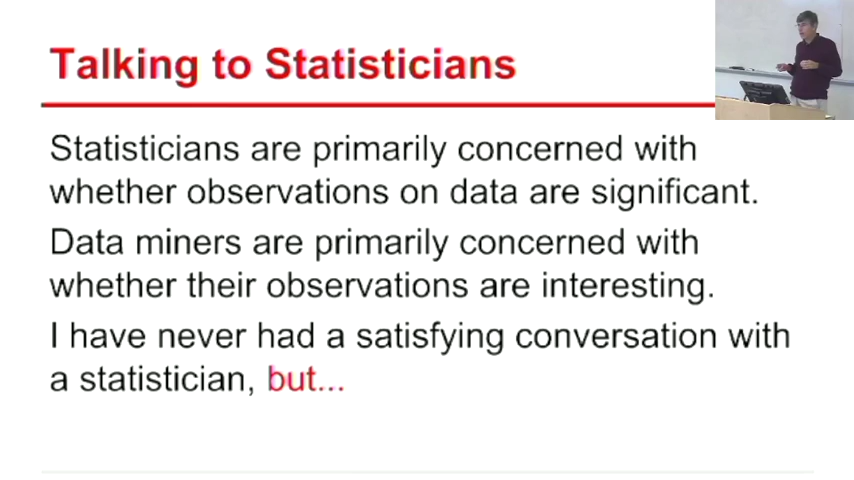 Talking to Statisticians
Statisticians are primarily concerned with
whether observations on data are significant.
Data miners are primarily concerned with
whether their observations are interesting.
I have never had a satisfying conversation with
a statistician, but...